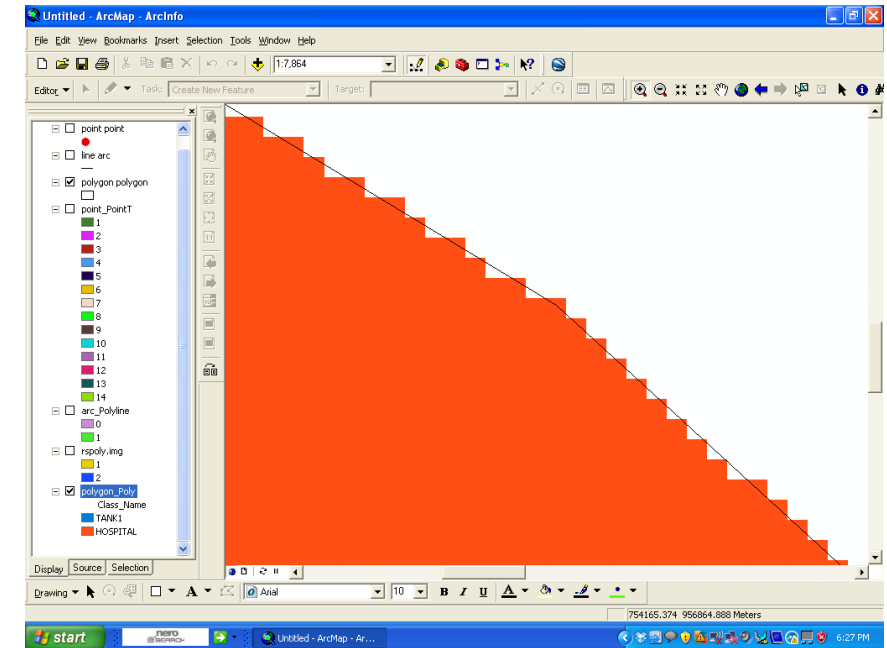 Untitled - ArcMap - ArcInfo
File Edit View Bookmarks Insert Selection Tools Window Help
1:7,864
Editor Task: Create New Feature Target:
point point
line arc
polygon polygon
point_PointT
1
2
3
4
5
6
7
8
9
10
11
12
13
14
arc_Polyline
0
1
rspoly.img
1
2
polygon_Poly
Class_Name
TANK1
HOSPITAL
Display Source Selection
Drawing A Arial 10 B I U A
754165.374 956864.888 Meters
start nero SEARCH Untitled - ArcMap - Ar... 6:27 PM